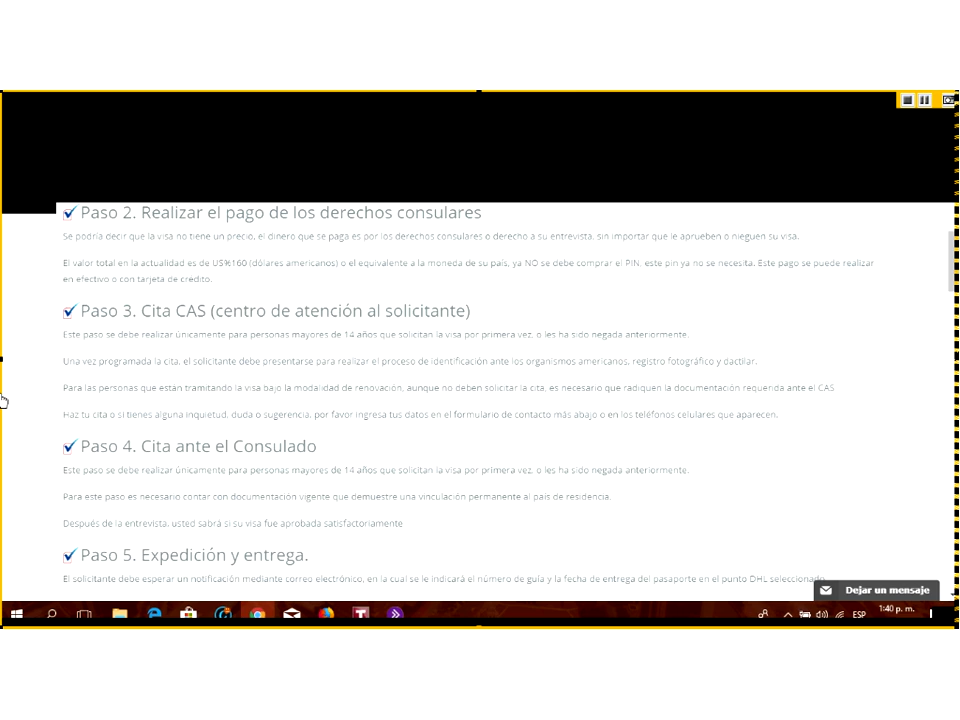 Paso 2. Realizar el pago de los derechos consulares
Se podría decir que la visa no tiene un precio, el dinero que se paga es por los derechos consulares o derecho a su entrevista, sin importar que le aprueben o nieguen su visa.
El valor total en la actualidad es de US%160 (dólares americanos) o el equivalente a la moneda de su país, ya NO se debe comprar el PIN, este pin ya no se necesita. Este pago se puede realizar
en efectivo o con tarjeta de crédito.
Paso 3. Cita CAS (centro de atención al solicitante)
Este paso se debe realizar únicamente para personas mayores de 14 años que solicitan la visa por primera vez, o les ha sido negada anteriormente.
Una vez programada la cita, el solicitante debe presentarse para realizar el proceso de identificación ante los organismos americanos, registro fotográfico y dactilar.
Para las personas que están tramitando la visa bajo la modalidad de renovación, aunque no deben solicitar la cita, es necesario que radiquen la documentación requerida ante el CAS
Haz tu cita o si tienes alguna inquietud, duda o sugerencia, por favor ingresa tus datos en el formulario de contacto más abajo o en los teléfonos celulares que aparecen.
Paso 4. Cita ante el Consulado
Este paso se debe realizar únicamente para personas mayores de 14 años que solicitan la visa por primera vez, o les ha sido negada anteriormente.
Para este paso es necesario contar con documentación vigente que demuestre una vinculación permanente al país de residencia.
Después de la entrevista, usted sabrá si su visa fue aprobada satisfactoriamente
Paso 5. Expedición y entrega.
El solicitante debe esperar un notificación mediante correo electrónico, en la cual se le indicará el número de guía y la fecha de entrega del pasaporte en el punto DHL seleccionado.
Dejar un mensaje
ESP
1:40 p. m.